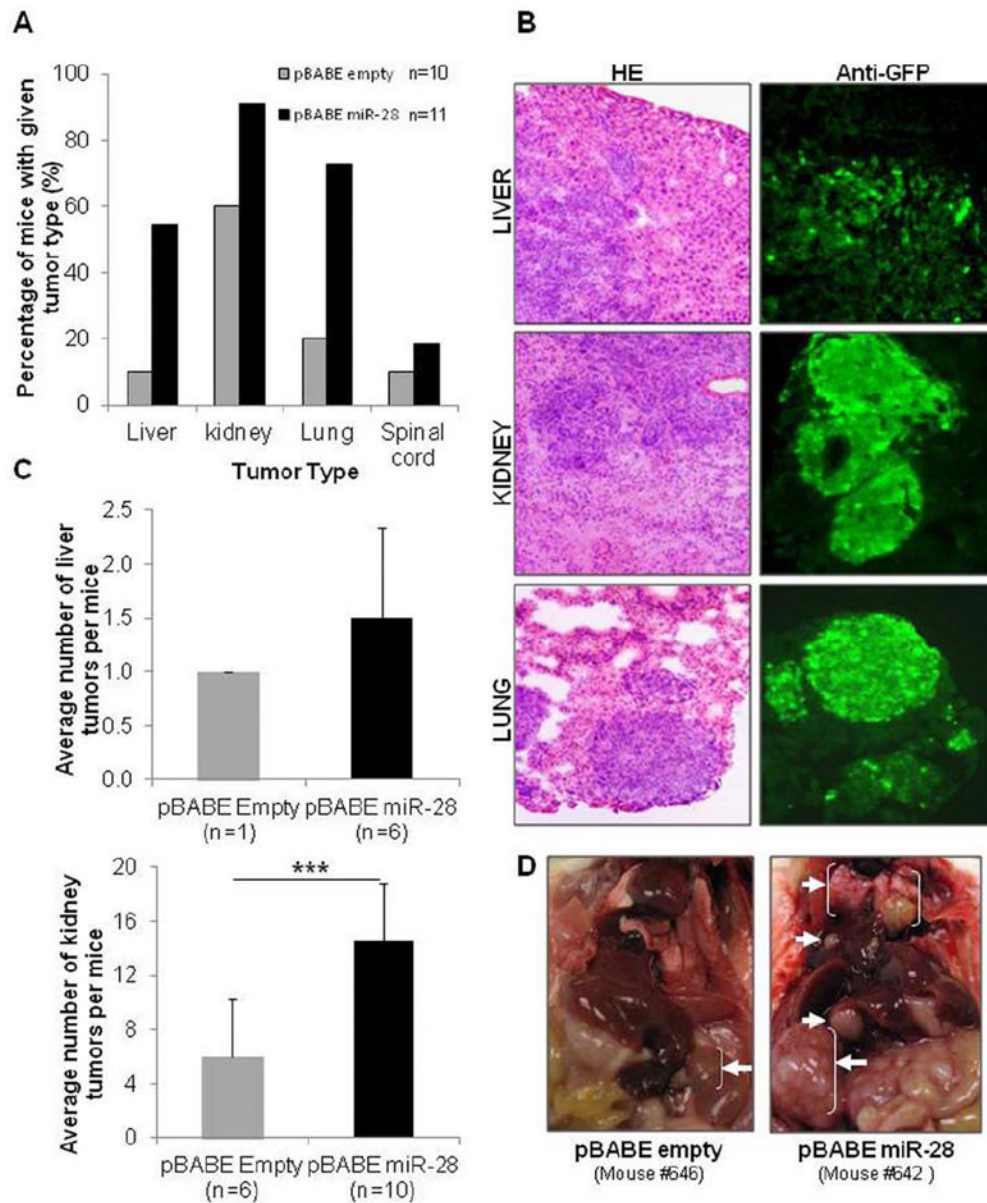 A
Percentage of mice with given
tumor type (%)
100
80
60
40
20
0
pBABE empty n=10
pBABE miR-28 n=11
Liver kidney Lung Spinal
cord
Tumor Type
B
HE Anti-GFP
LIVER
KIDNEY
LUNG
C
Average number of liver
tumors per mice
2.5
2.0
1.5
1.0
0.5
0.0
pBABE Empty pBABE miR-28
(n=1) (n=6)
Average number of kidney
tumors per mice
20
16
12
8
4
0
***
pBABE Empty pBABE miR-28
(n=6) (n=10)
D
pBABE empty pBABE miR-28
(Mouse #646) (Mouse #642 )